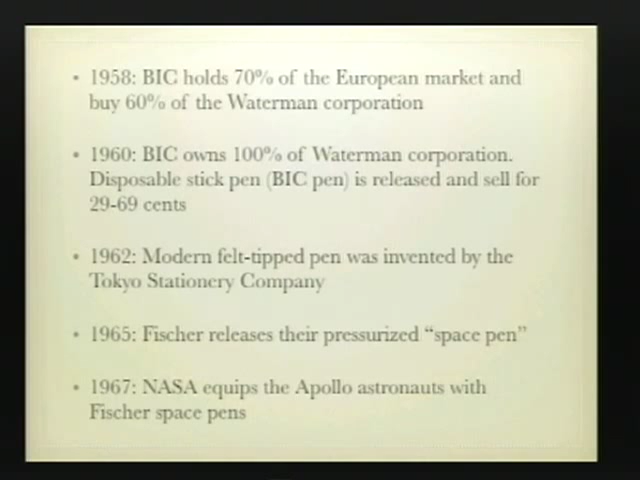 • 1958: BIC holds 70% of the European market and
buy 60% of the Waterman corporation
• 1960: BIC owns 100% of Waterman corporation.
Disposable stick pen (BIC pen) is released and sell for
29-69 cents
• 1962: Modern felt-tipped pen was invented by the
Tokyo Stationery Company
• 1965: Fischer releases their pressurized “space pen”
• 1967: NASA equips the Apollo astronauts with
Fischer space pens